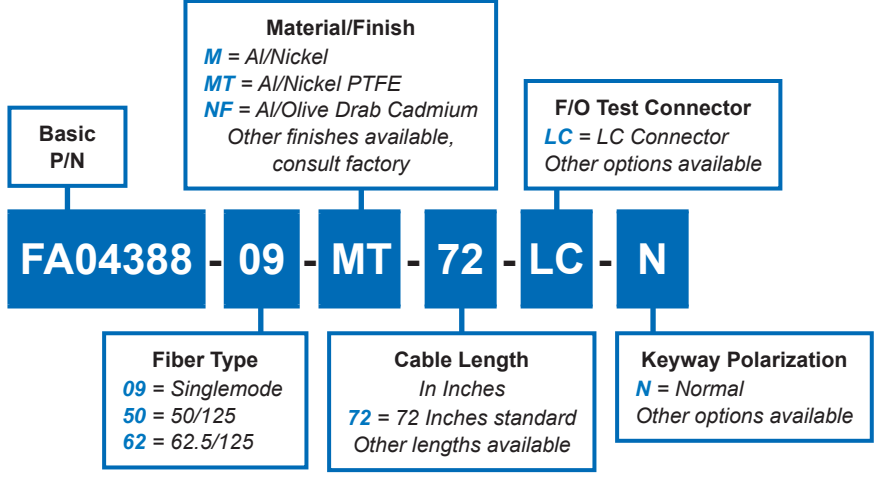 Material/Finish
M = Al/Nickel
MT = Al/Nickel PTFE
NF = Al/Olive Drab Cadmium
Other finishes available,
consult factory
Basic
P/N
F/O Test Connector
LC = LC Connector
Other options available
FA04388 - 09 - MT - 72 - LC - N
Fiber Type
09 = Singlemode
50 = 50/125
62 = 62.5/125
Cable Length
In Inches
72 = 72 Inches standard
Other lengths available
Keyway Polarization
N = Normal
Other options available